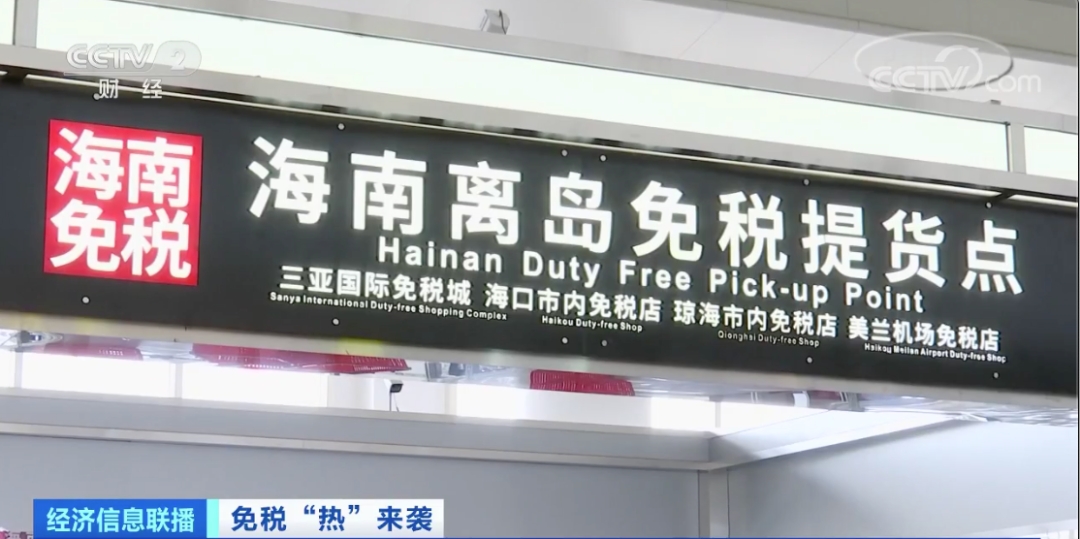 CCTV 2
财经
CCTV.com
海南
免税
海南离岛免税提货点
Hainan Duty Free Pick-up Point
三亚国际免税城 海口市内免税店 琼海市内免税店 美兰机场免税店
Sanya International Duty-free Shopping Complex Haikou Duty-free Shop Qionghai Duty-free Shop Haikou Meilan Airport Duty-free Shop
经济信息联播 免税“热”来袭